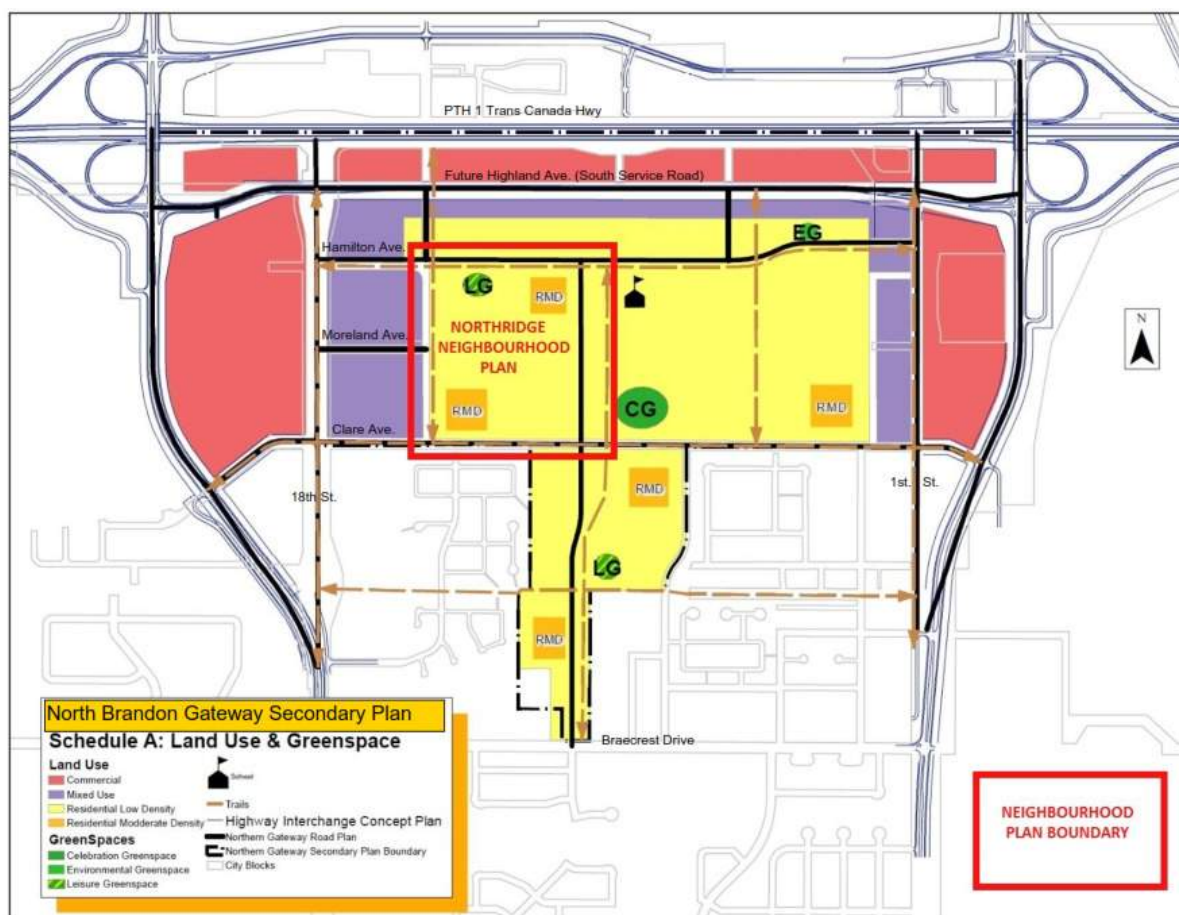 PTH 1 Trans Canada Hwy
Future Highland Ave. (South Service Road)
EG
Hamilton Ave.
LG
RMD
N
NORTHRIDGE
NEIGHBOURHOOD
PLAN
Moreland Ave.
RMD
CG
RMD
Clare Ave.
18th St.
RMD
1st. St.
LG
RMD
Braecrest Drive
North Brandon Gateway Secondary Plan
Schedule A: Land Use & Greenspace
Land Use
Commercial
Mixed Use
Residential Low Density
Residential Modderate Density
GreenSpaces
Celebration Greenspace
Environmental Greenspace
Leisure Greenspace
School
Trails
Highway Interchange Concept Plan
Northern Gateway Road Plan
Northern Gateway Secondary Plan Boundary
City Blocks
NEIGHBOURHOOD
PLAN BOUNDARY